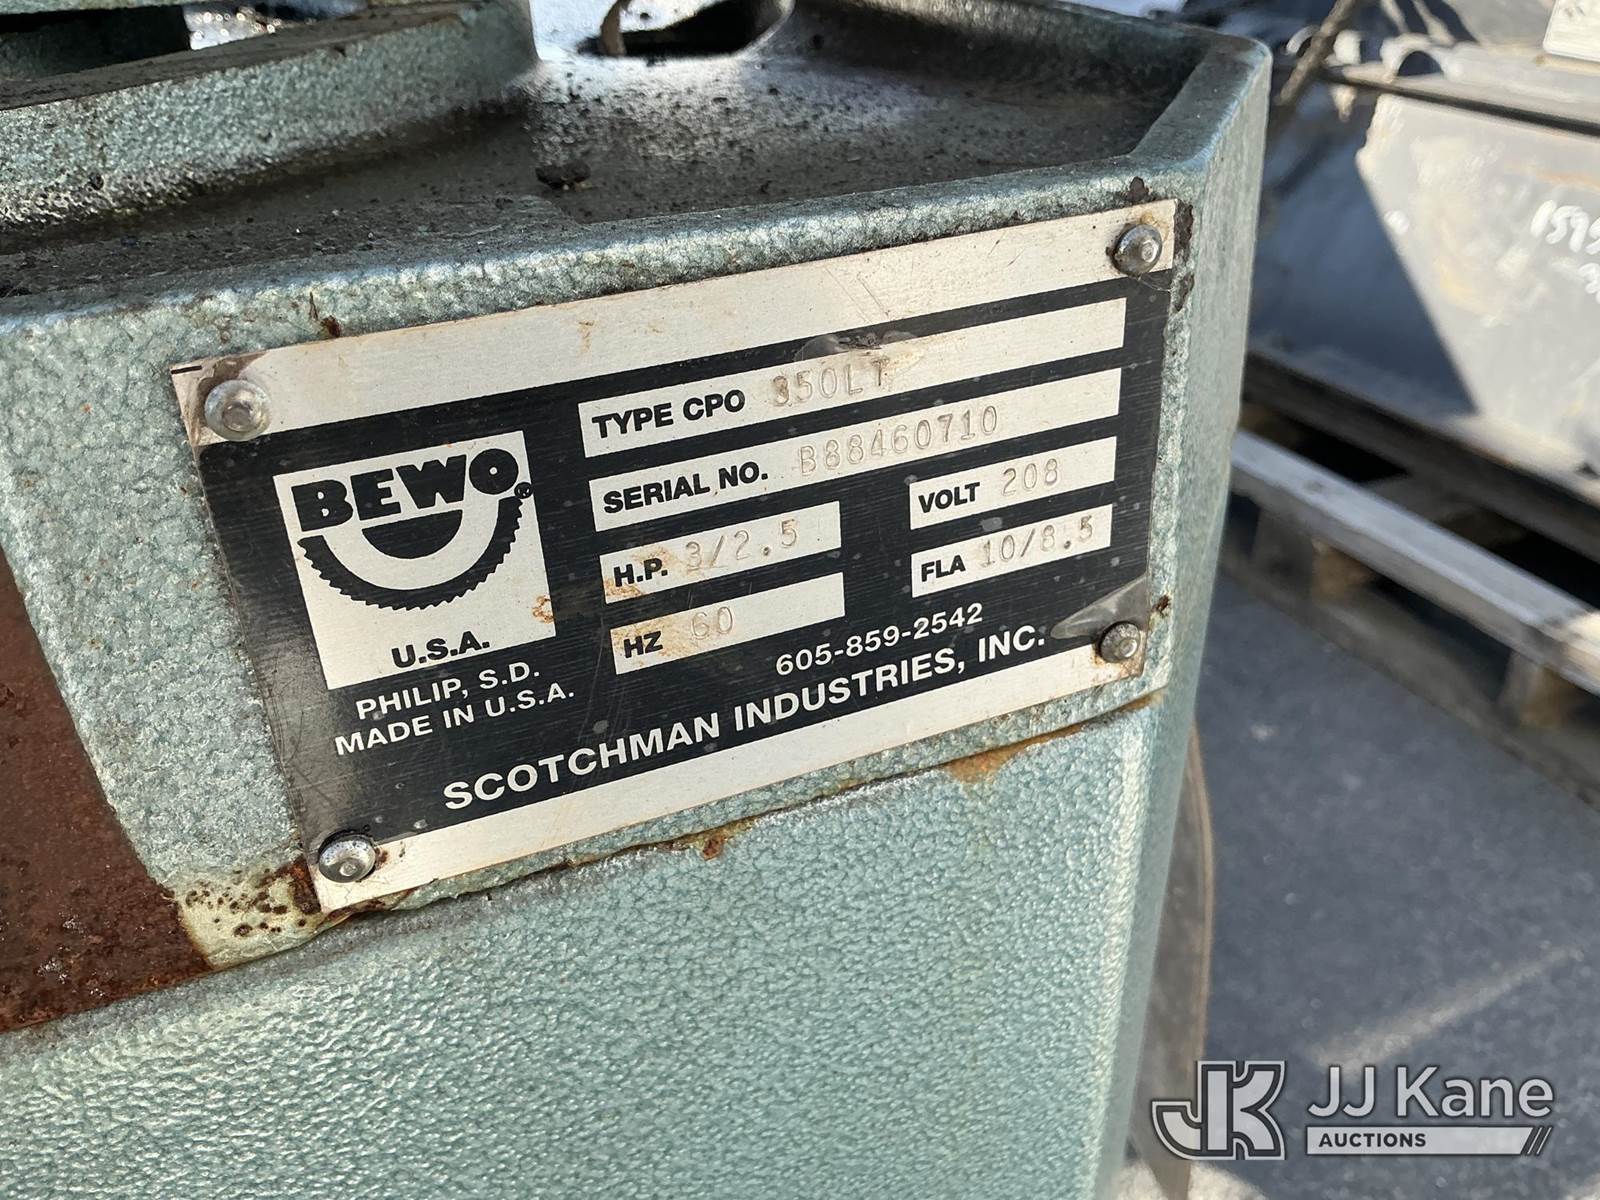 BEWO®
U.S.A.
PHILIP, S.D.
MADE IN U.S.A.
TYPE CPO 350LT
SERIAL NO. B88460710
H.P. 3/2.5
VOLT 208
HZ 60
FLA 10/8.5
605-859-2542
SCOTCHMAN INDUSTRIES, INC.
JK
JJ Kane
AUCTIONS